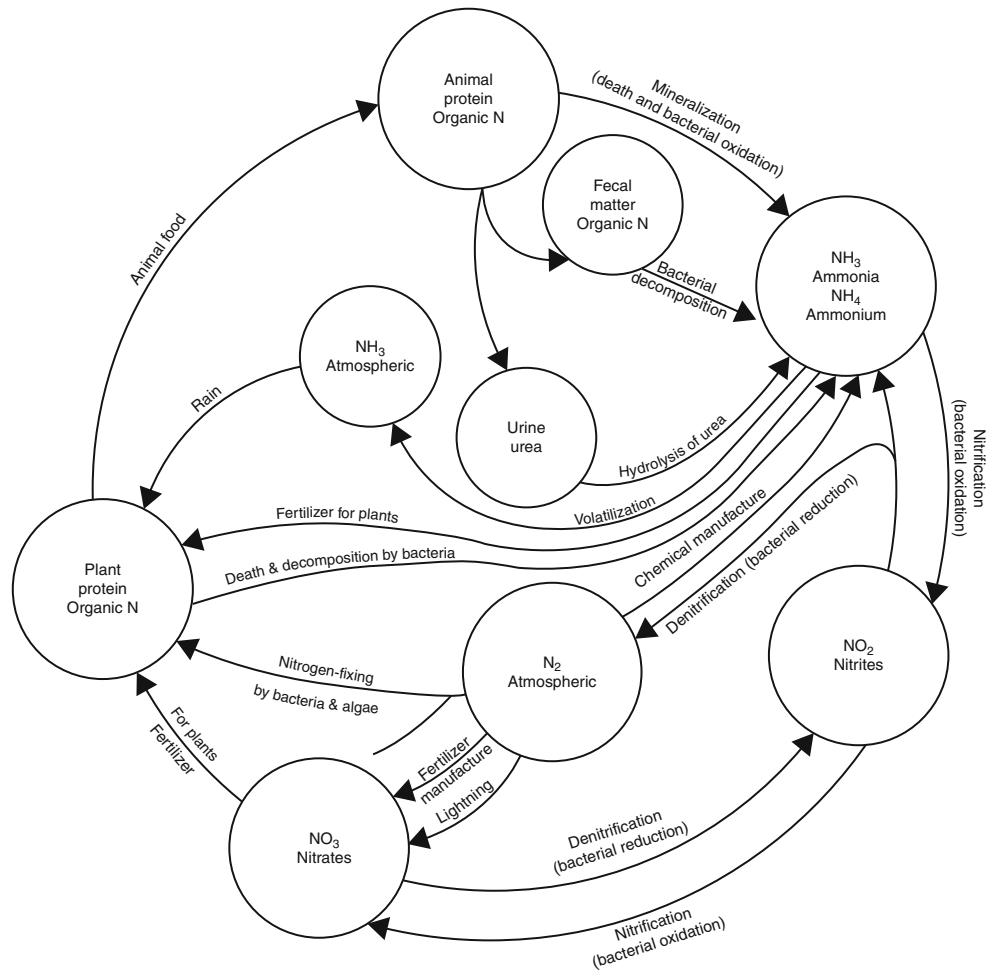 Animal
protein
Organic N
Mineralization
(death and bacterial oxidation)
Fecal
matter
Organic N
NH3
Ammonia
NH4
Ammonium
Bacterial
decomposition
Animal food
NH3
Atmospheric
Rain
Urine
urea
Hydrolysis of urea
Nitrification
(bacterial oxidation)
Volatilization
Fertilizer for plants
Chemical manufacture
Denitrification (bacterial reduction)
Death & decomposition by bacteria
Plant
protein
Organic N
N2
Atmospheric
NO2
Nitrites
Nitrogen-fixing
by bacteria & algae
For plants
Fertilizer
Fertilizer
manufacture
Lightning
NO3
Nitrates
Denitrification
(bacterial reduction)
Nitrification
(bacterial oxidation)